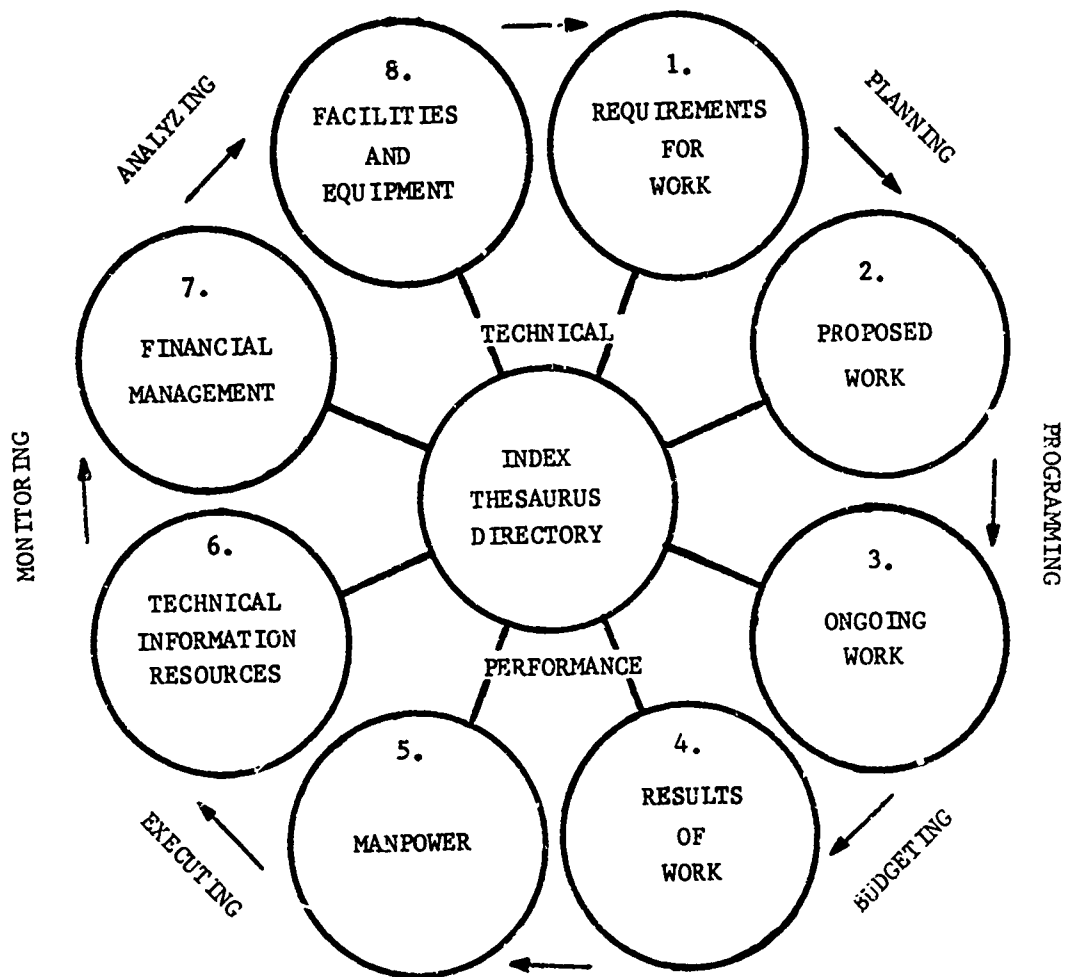 8.
FACILITIES
AND
EQUIPMENT
1.
REQUIREMENTS
FOR
WORK
PLANNING
2.
PROPOSED
WORK
PROGRAMMING
3.
ONGOING
WORK
BUDGETING
4.
RESULTS
OF
WORK
5.
MANPOWER
EXECUTING
6.
TECHNICAL
INFORMATION
RESOURCES
MONITORING
7.
FINANCIAL
MANAGEMENT
ANALYZING
TECHNICAL
INDEX
THESAURUS
DIRECTORY
PERFORMANCE